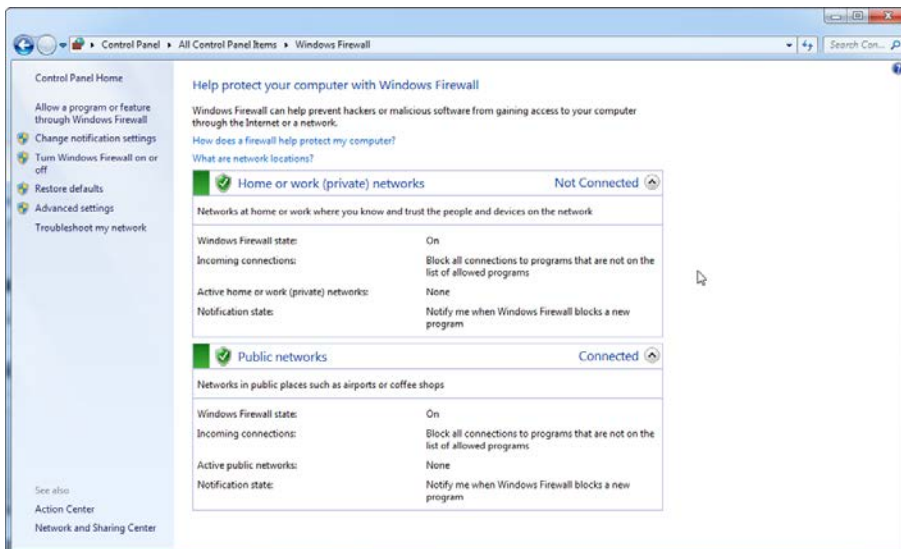 Control Panel ▸ All Control Panel Items ▸ Windows Firewall
Search Con...
Control Panel Home
Allow a program or feature
through Windows Firewall
Change notification settings
Turn Windows Firewall on or
off
Restore defaults
Advanced settings
Troubleshoot my network
See also
Action Center
Network and Sharing Center
Help protect your computer with Windows Firewall
Windows Firewall can help prevent hackers or malicious software from gaining access to your computer
through the Internet or a network.
How does a firewall help protect my computer?
What are network locations?
Home or work (private) networks Not Connected
Networks at home or work where you know and trust the people and devices on the network
Windows Firewall state: On
Incoming connections: Block all connections to programs that are not on the
list of allowed programs
Active home or work (private) networks: None
Notification state: Notify me when Windows Firewall blocks a new
program
Public networks Connected
Networks in public places such as airports or coffee shops
Windows Firewall state: On
Incoming connections: Block all connections to programs that are not on the
list of allowed programs
Active public networks: None
Notification state: Notify me when Windows Firewall blocks a new
program